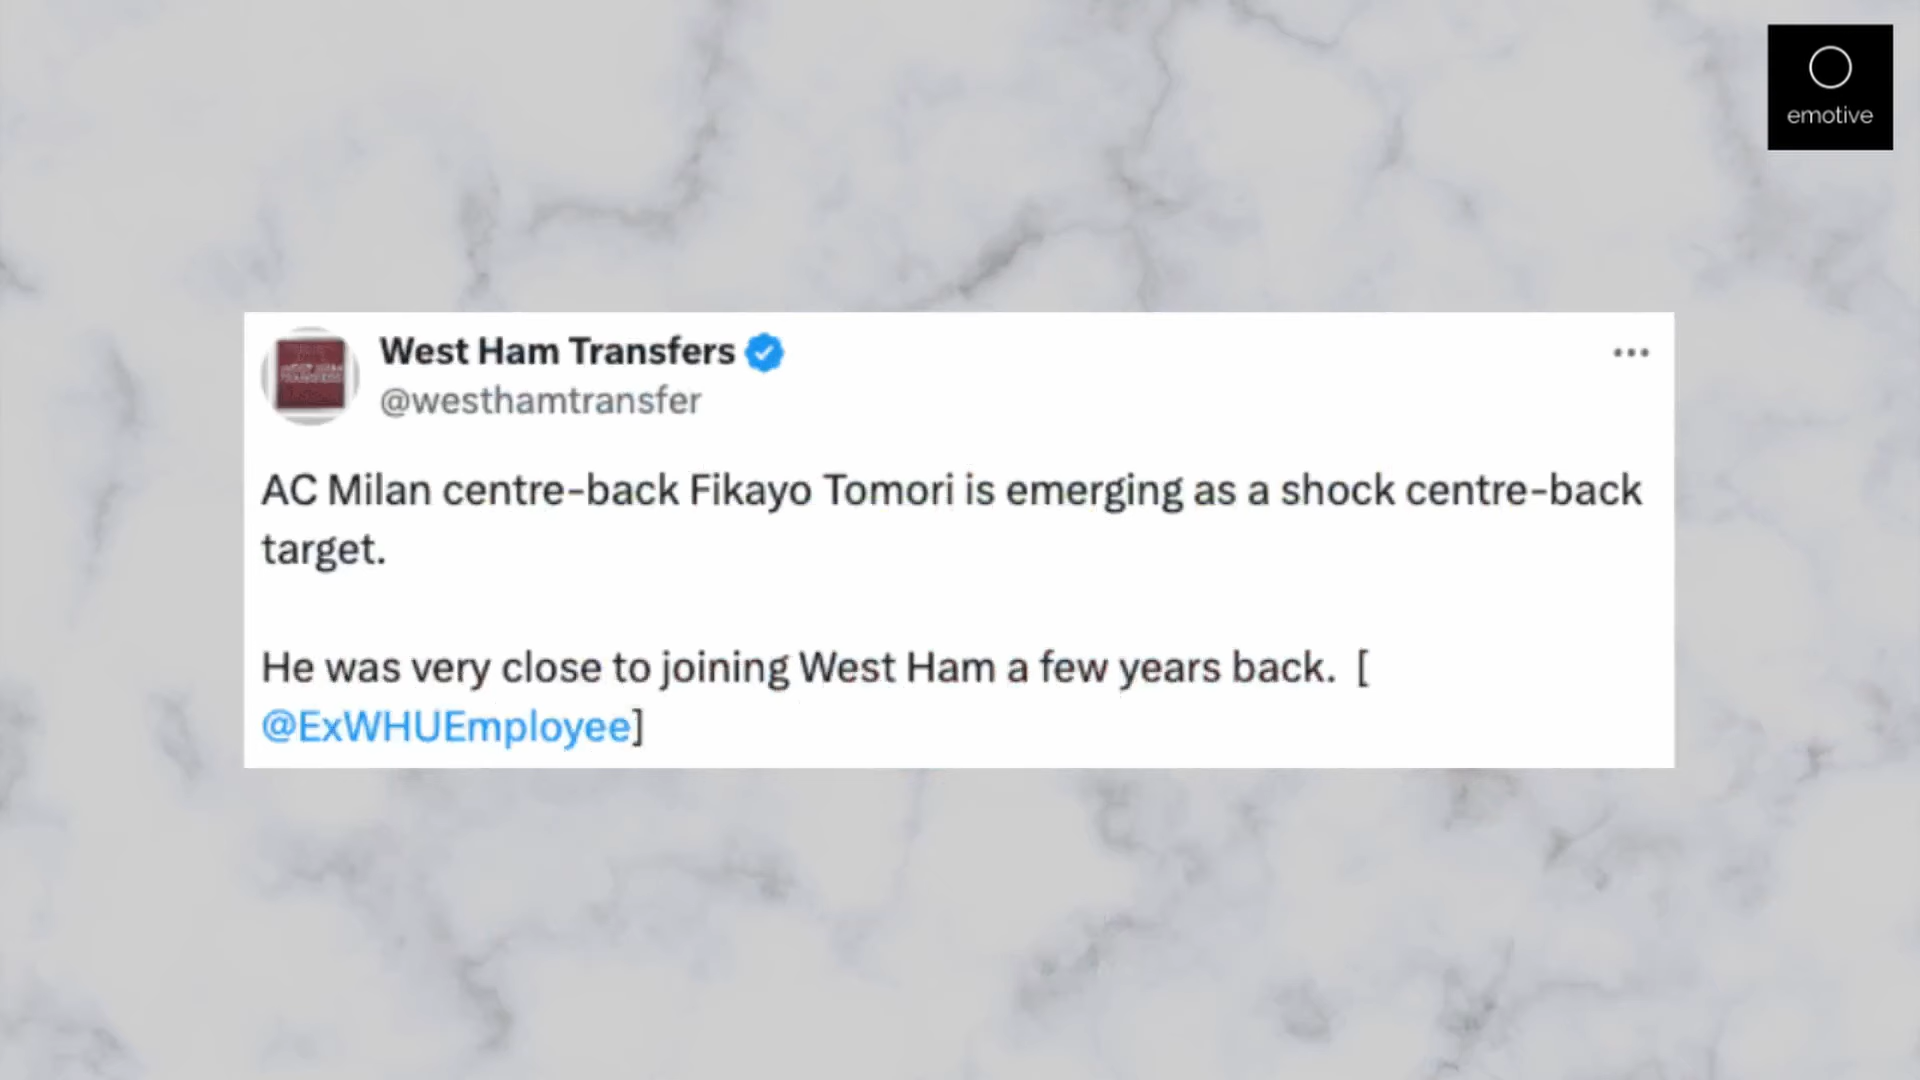 emotive
West Ham Transfers
@westhamtransfer
AC Milan centre-back Fikayo Tomori is emerging as a shock centre-back
target.
He was very close to joining West Ham a few years back. [
@ExWHUEmployee]